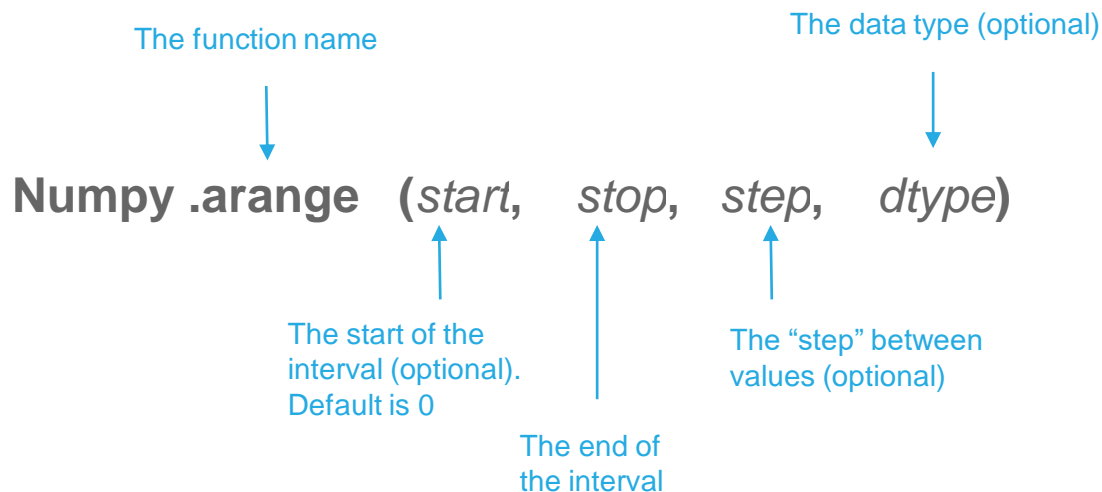 The function name
The data type (optional)
Numpy .arange (start, stop, step, dtype)
The start of the
interval (optional).
Default is 0
The "step" between
values (optional)
The end of
the interval